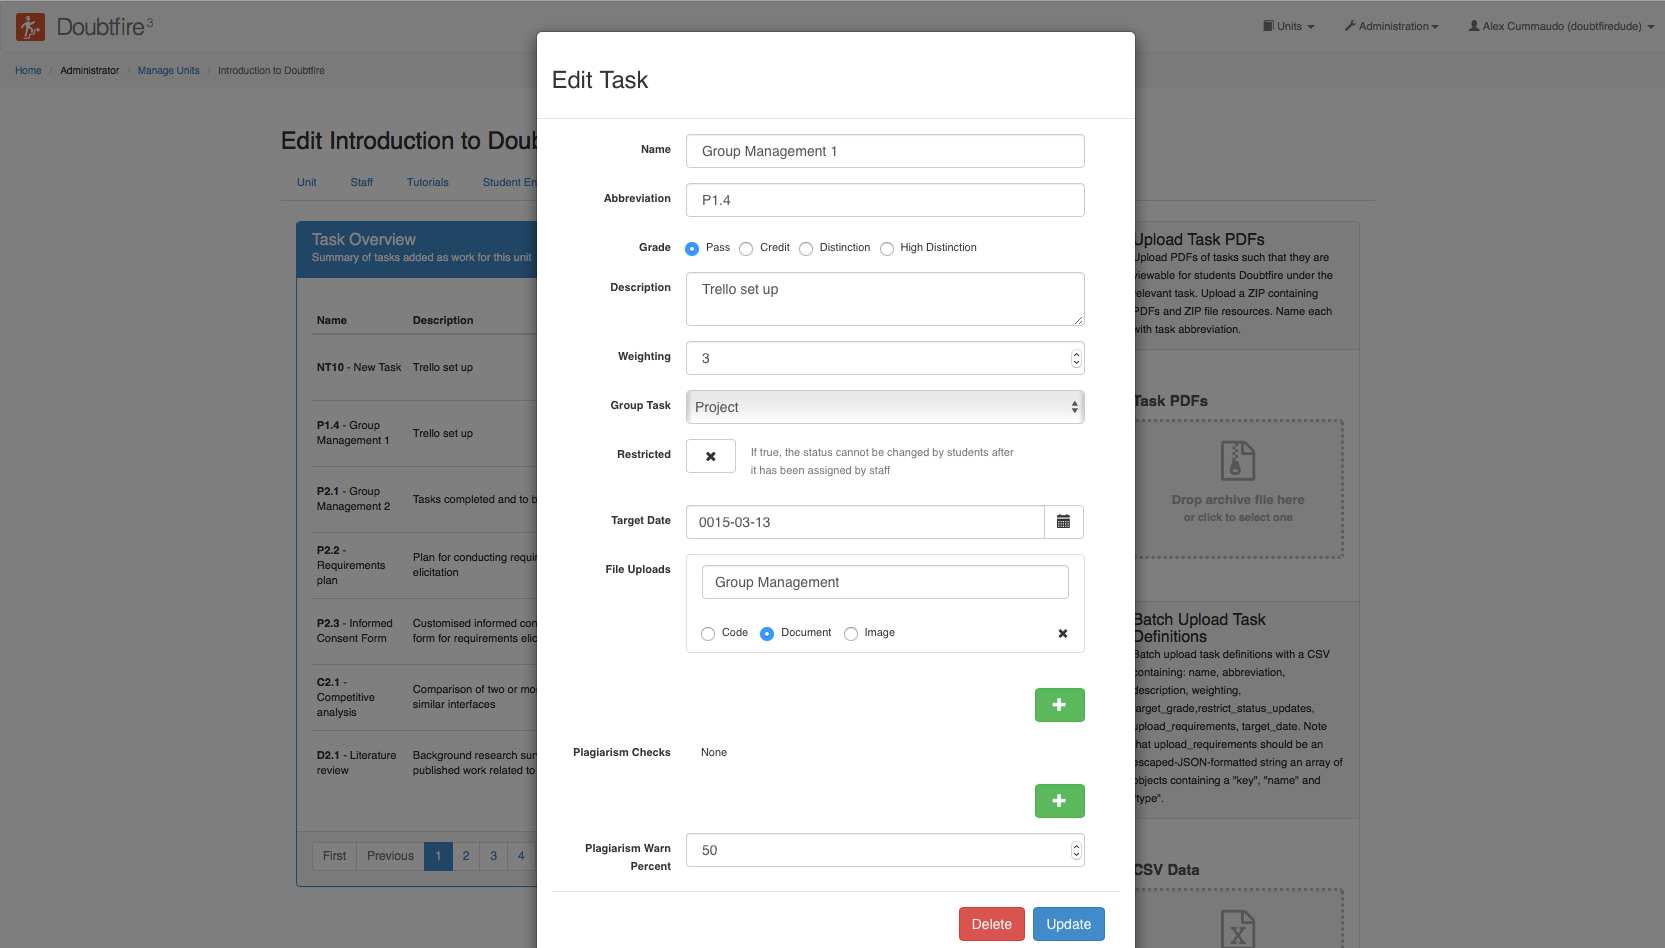 Doubtfire3
Units
Administration
Alex Cummaudo (doubtfiredude)
Home / Administrator / Manage Units / Introduction to Doubtfire
Edit Introduction to Doub
Unit
Staff
Tutorials
Student En
Task Overview
Summary of tasks added as work for this unit
Name
Description
NT10 - New Task
Trello set up
P1.4 - Group
Management 1
Trello set up
P2.1 - Group
Management 2
Tasks completed and to b
P2.2 -
Requirements
plan
Plan for conducting requir
elicitation
P2.3 - Informed
Consent Form
Customised informed con
form for requirements elic
C2.1 -
Competitive
analysis
Comparison of two or mo
similar interfaces
D2.1 - Literature
review
Background research sur
published work related to
First
Previous
1
2
3
4
Edit Task
Name
Group Management 1
Abbreviation
P1.4
Grade
Pass
Credit
Distinction
High Distinction
Description
Trello set up
Weighting
3
Group Task
Project
Restricted
If true, the status cannot be changed by students after
it has been assigned by staff
Target Date
0015-03-13
File Uploads
Group Management
Code
Document
Image
Plagiarism Checks
None
Plagiarism Warn
Percent
50
Delete
Update
Upload Task PDFs
Upload PDFs of tasks such that they are
viewable for students Doubtfire under the
relevant task. Upload a ZIP containing
PDFs and ZIP file resources. Name each
with task abbreviation.
Task PDFs
Drop archive file here
or click to select one
Batch Upload Task
Definitions
Batch upload task definitions with a CSV
containing: name, abbreviation,
description, weighting,
target_grade,restrict_status_updates,
upload_requirements, target_date. Note
that upload_requirements should be an
escaped-JSON-formatted string an array of
objects containing a "key", "name" and
"type".
CSV Data
X